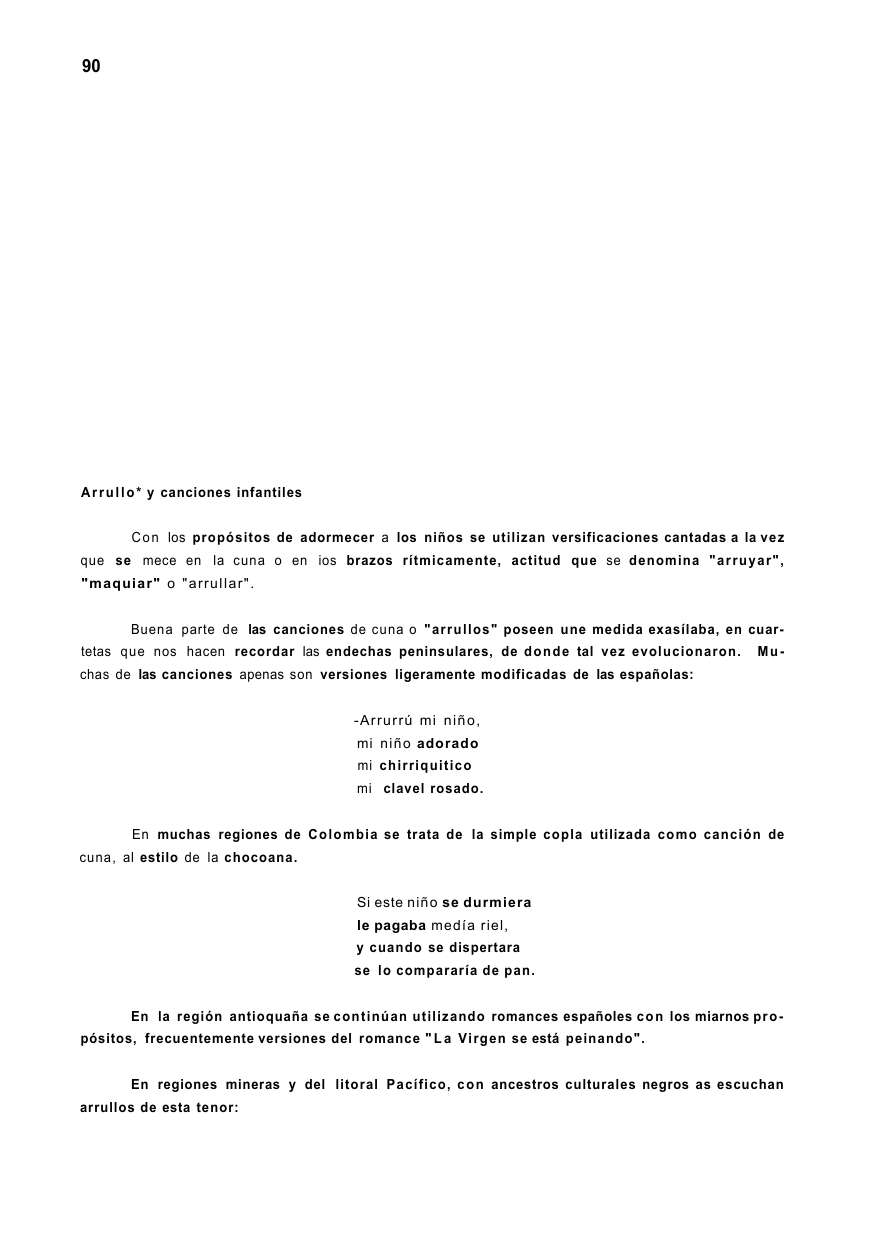 90
Arrullo* y canciones infantiles
Con los propósitos de adormecer a los niños se utilizan versificaciones cantadas a la vez
que se mece en la cuna o en ios brazos rítmicamente, actitud que se denomina "arruyar",
"maquiar" o "arrullar".
Buena parte de las canciones de cuna o "arrullos" poseen une medida exasílaba, en cuar-
tetas que nos hacen recordar las endechas peninsulares, de donde tal vez evolucionaron. Mu-
chas de las canciones apenas son versiones ligeramente modificadas de las españolas:
-Arrurrú mi niño,
mi niño adorado
mi chirriquitico
mi clavel rosado.
En muchas regiones de Colombia se trata de la simple copla utilizada como canción de
cuna, al estilo de la chocoana.
Si este niño se durmiera
le pagaba medía riel,
y cuando se dispertara
se lo compararía de pan.
En la región antioquaña se continúan utilizando romances españoles con los miarnos pro-
pósitos, frecuentemente versiones del romance "La Virgen se está peinando".
En regiones mineras y del litoral Pacífico, con ancestros culturales negros as escuchan
arrullos de esta tenor: